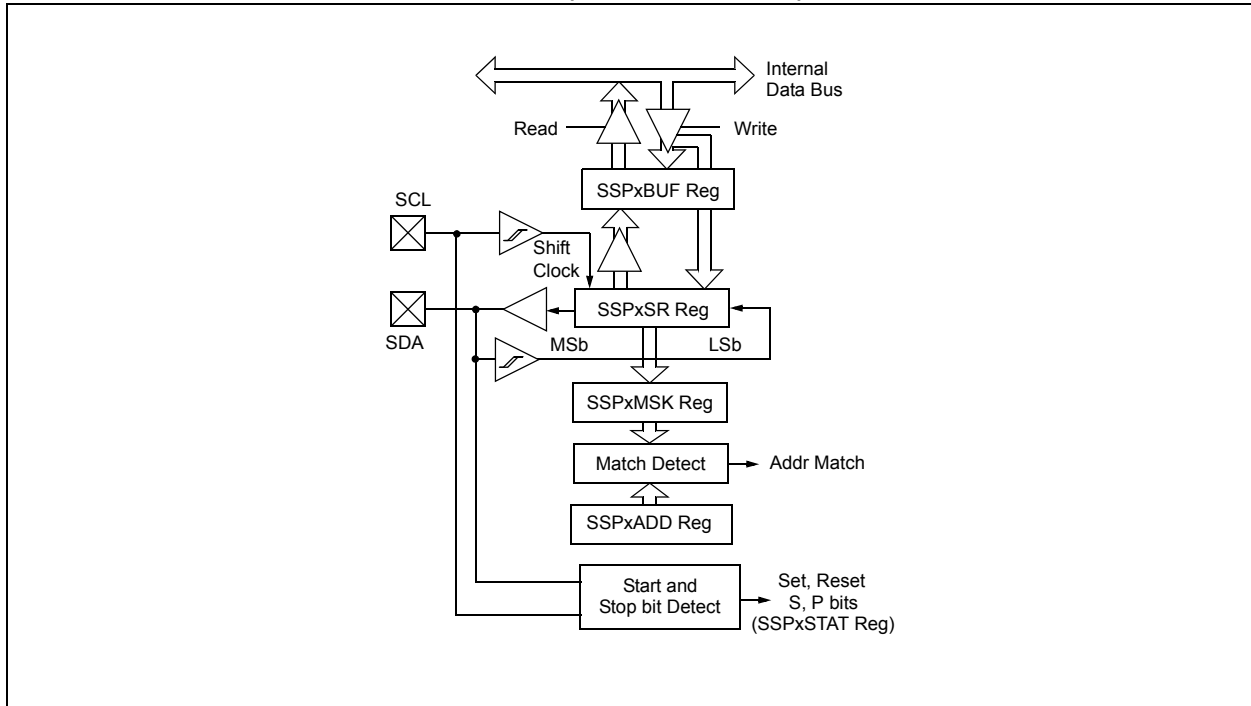 Internal
Data Bus
Read
Write
SSPxBUF Reg
SCL
Shift
Clock
SSPxSR Reg
SDA
MSb
LSb
SSPxMSK Reg
Match Detect
Addr Match
SSPxADD Reg
Start and
Stop bit Detect
Set, Reset
S, P bits
(SSPxSTAT Reg)